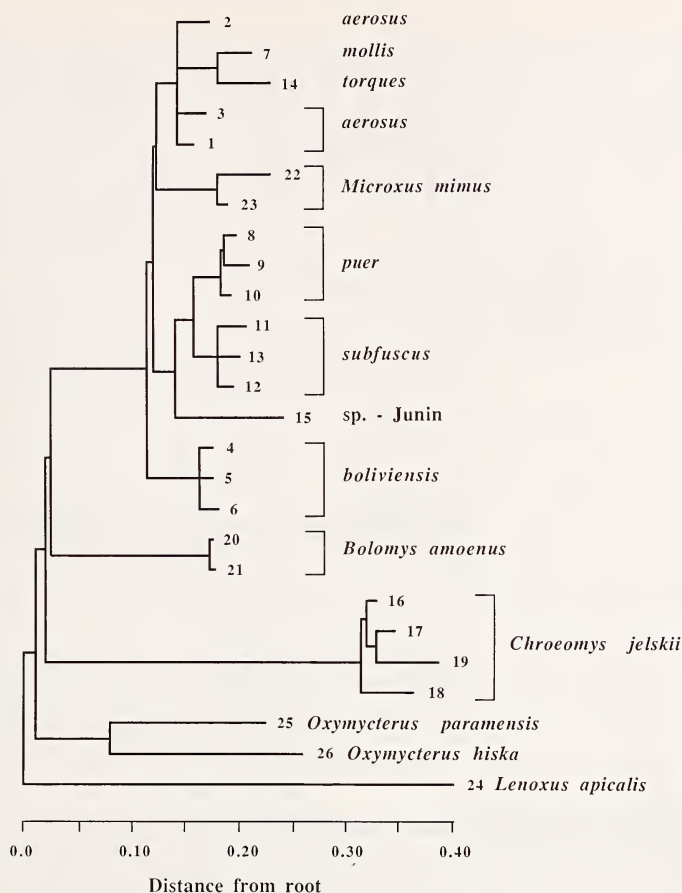 2 aerosus
7 mollis
14 torques
3 aerosus
1
22 Microxus mimus
23
8
9 puer
10
11
13 subfuscus
12
15 sp. - Junin
4
5 boliviensis
6
20 Bolomys amoenus
21
16
17 Chroeomys jelskii
19
18
25 Oxymycterus paramensis
26 Oxymycterus hiska
24 Lenoxus apicalis
0.0 0.10 0.20 0.30 0.40
Distance from root